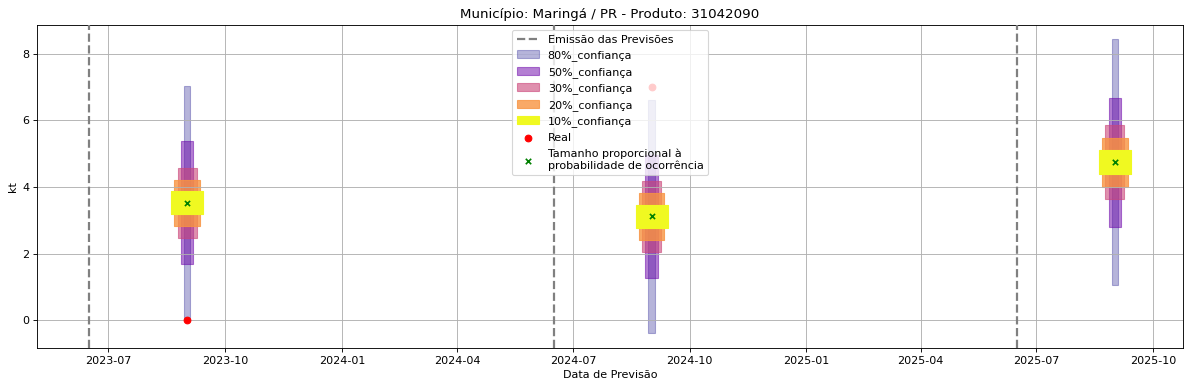 Município: Maringá / PR - Produto: 31042090
Emissão das Previsões
80%_confiança
50%_confiança
30%_confiança
20%_confiança
10%_confiança
Real
Tamanho proporcional à
probabilidade de ocorrência
kt
8
6
4
2
0
2023-07
2023-10
2024-01
2024-04
2024-07
2024-10
2025-01
2025-04
2025-07
2025-10
Data de Previsão